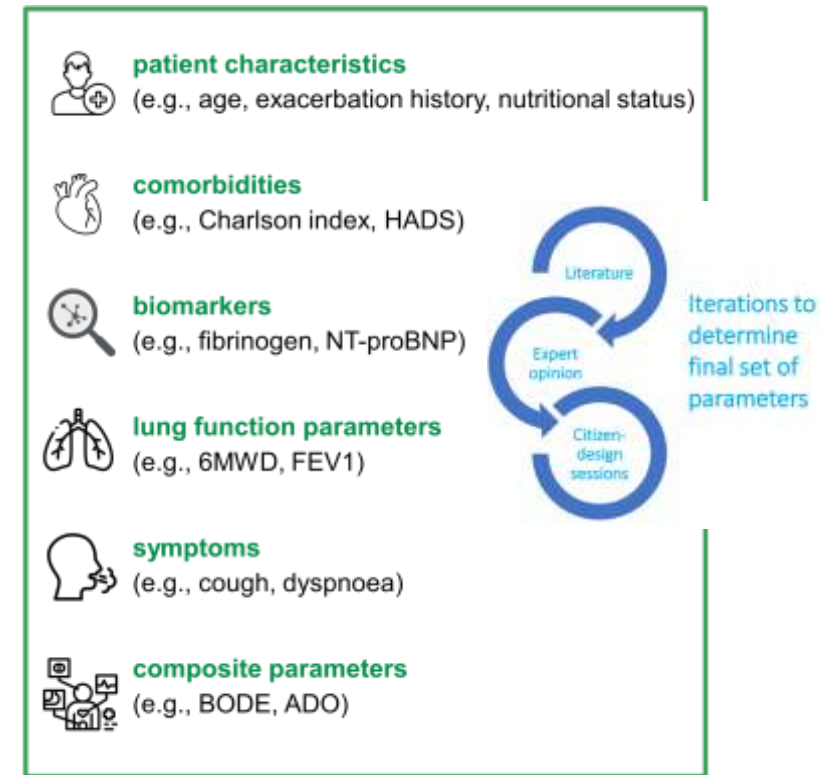 patient characteristics
(e.g., age, exacerbation history, nutritional status)
comorbidities
(e.g., Charlson index, HADS)
biomarkers
(e.g., fibrinogen, NT-proBNP)
lung function parameters
(e.g., 6MWD, FEV1)
symptoms
(e.g., cough, dyspnoea)
composite parameters
(e.g., BODE, ADO)
Literature
Expert
opinion
Citizen-
design
sessions
Iterations to
determine
final set of
parameters